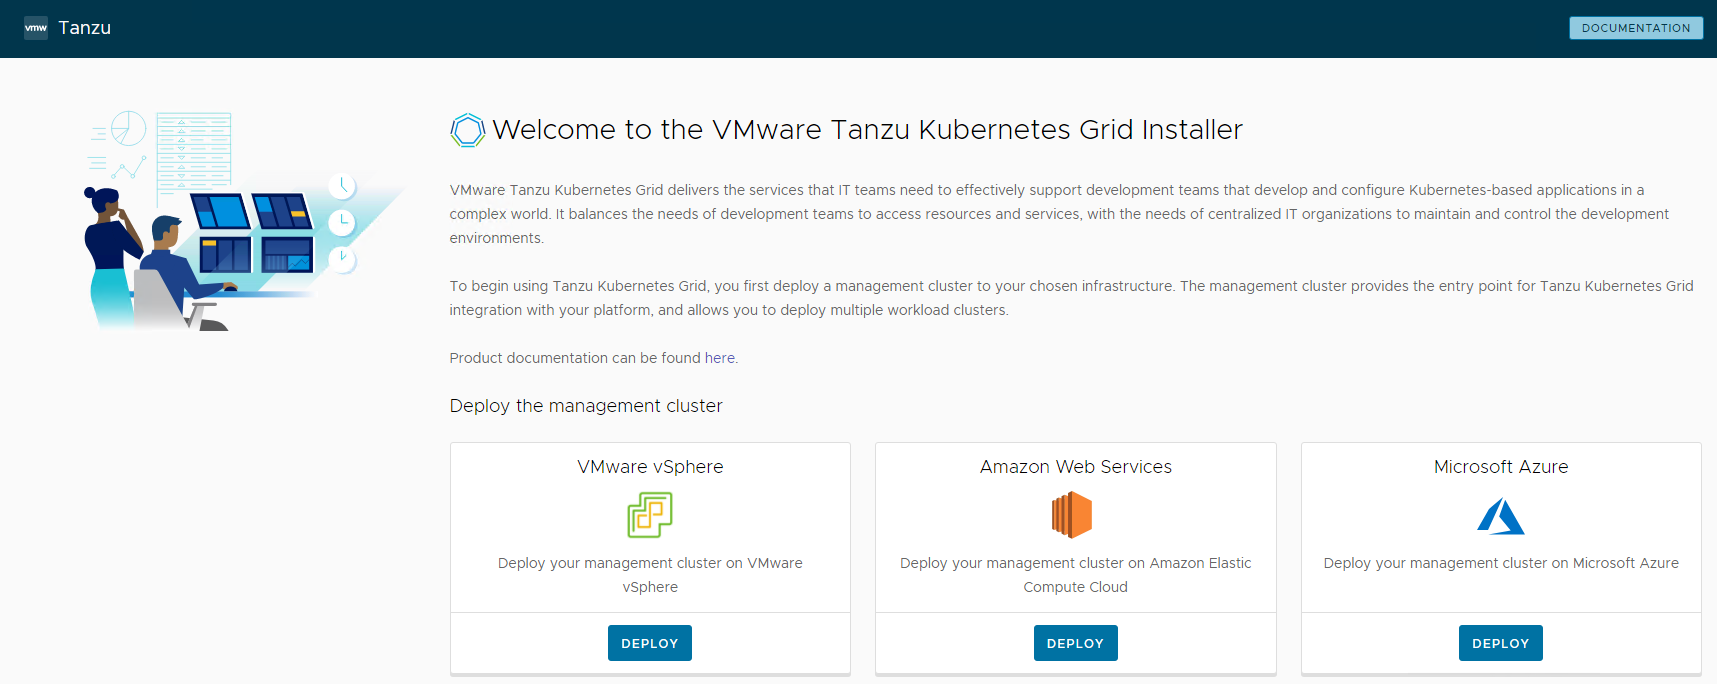 vmw Tanzu
DOCUMENTATION
Welcome to the VMware Tanzu Kubernetes Grid Installer
VMware Tanzu Kubernetes Grid delivers the services that IT teams need to effectively support development teams that develop and configure Kubernetes-based applications in a
complex world. It balances the needs of development teams to access resources and services, with the needs of centralized IT organizations to maintain and control the development
environments.
To begin using Tanzu Kubernetes Grid, you first deploy a management cluster to your chosen infrastructure. The management cluster provides the entry point for Tanzu Kubernetes Grid
integration with your platform, and allows you to deploy multiple workload clusters.
Product documentation can be found here.
Deploy the management cluster
VMware vSphere
Deploy your management cluster on VMware
vSphere
DEPLOY
Amazon Web Services
Deploy your management cluster on Amazon Elastic
Compute Cloud
DEPLOY
Microsoft Azure
Deploy your management cluster on Microsoft Azure
DEPLOY